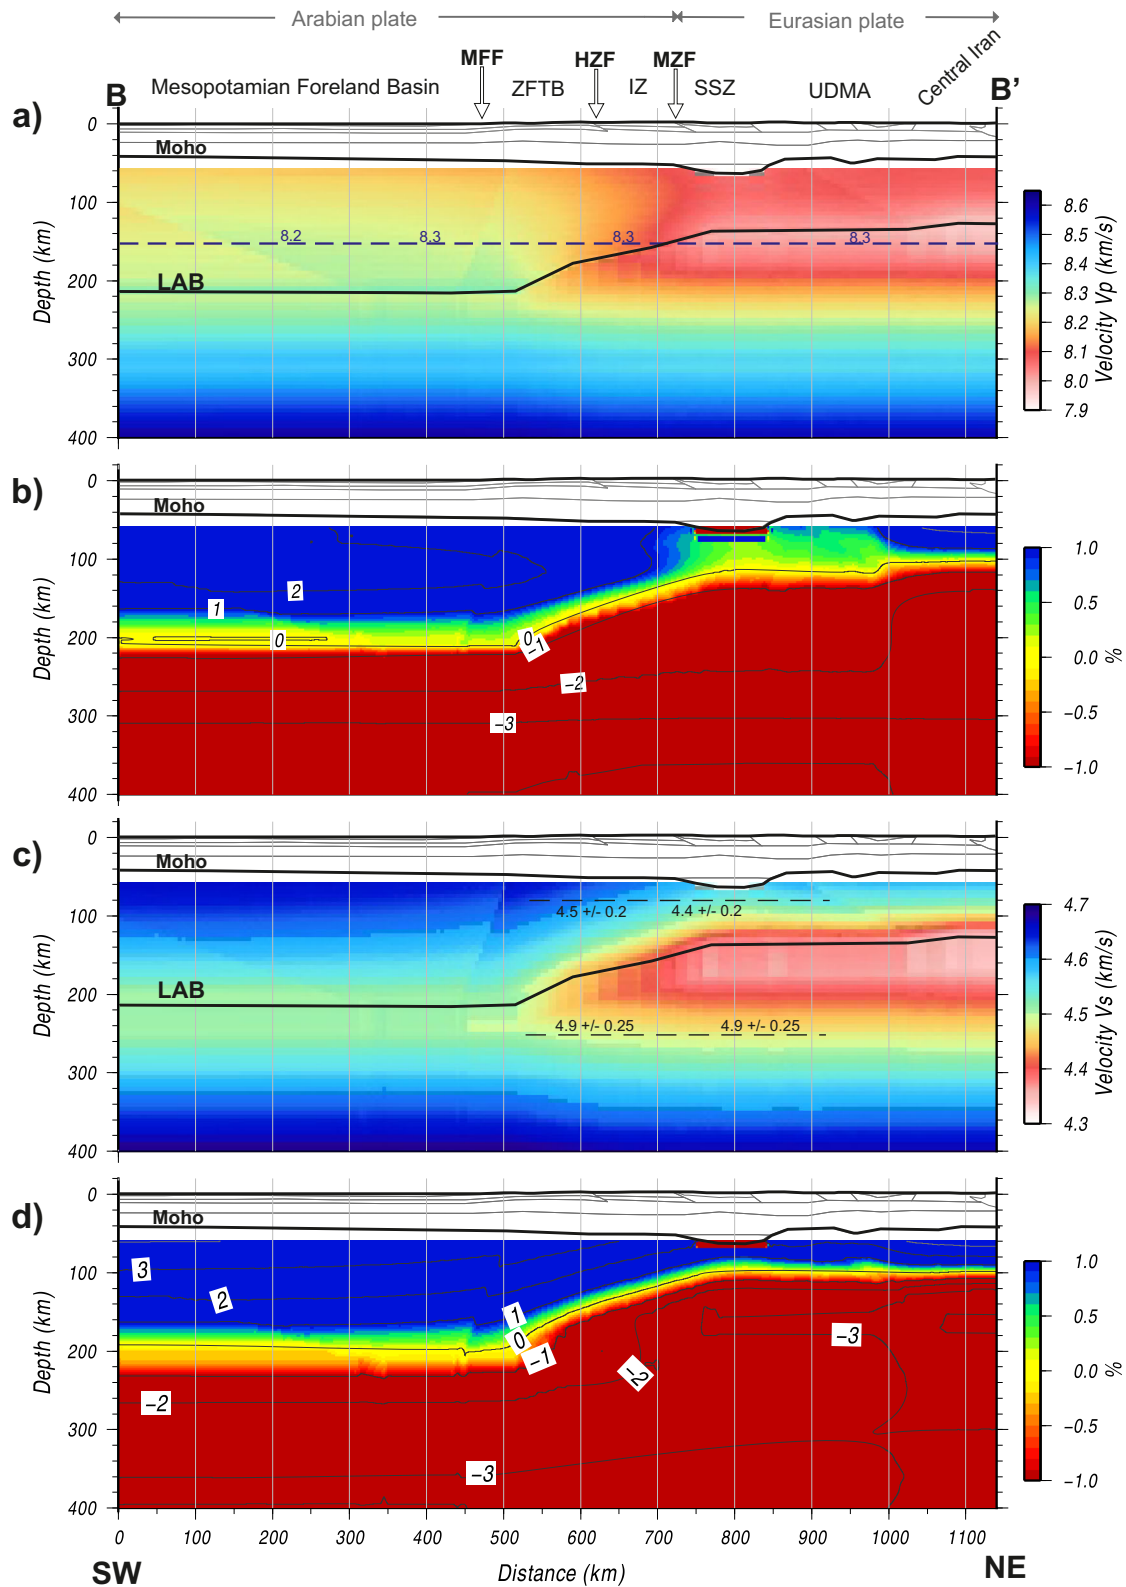 Arabian plate Eurasian plate
MFF HZF MZF
B Mesopotamian Foreland Basin ZFTB IZ SSZ UDMA Central Iran B'
a)
Moho
8.2 8.3 8.3 8.3
LAB
Depth (km)
0
100
200
300
400
8.6
8.5
8.4
8.3
8.2
8.1
8.0
7.9
Velocity Vp (km/s)
b)
Moho
2
1
0
0
-1
-2
-3
Depth (km)
0
100
200
300
400
1.0
0.5
0.0
-0.5
-1.0
%
c)
Moho
4.5 +/- 0.2 4.4 +/- 0.2
LAB
4.9 +/- 0.25 4.9 +/- 0.25
Depth (km)
0
100
200
300
400
4.7
4.6
4.5
4.4
4.3
Velocity Vs (km/s)
d)
Moho
3
2
1
0
-1
-2
-3
-2
-3
Depth (km)
0
100
200
300
400
1.0
0.5
0.0
-0.5
-1.0
%
0 100 200 300 400 500 600 700 800 900 1000 1100
SW Distance (km) NE